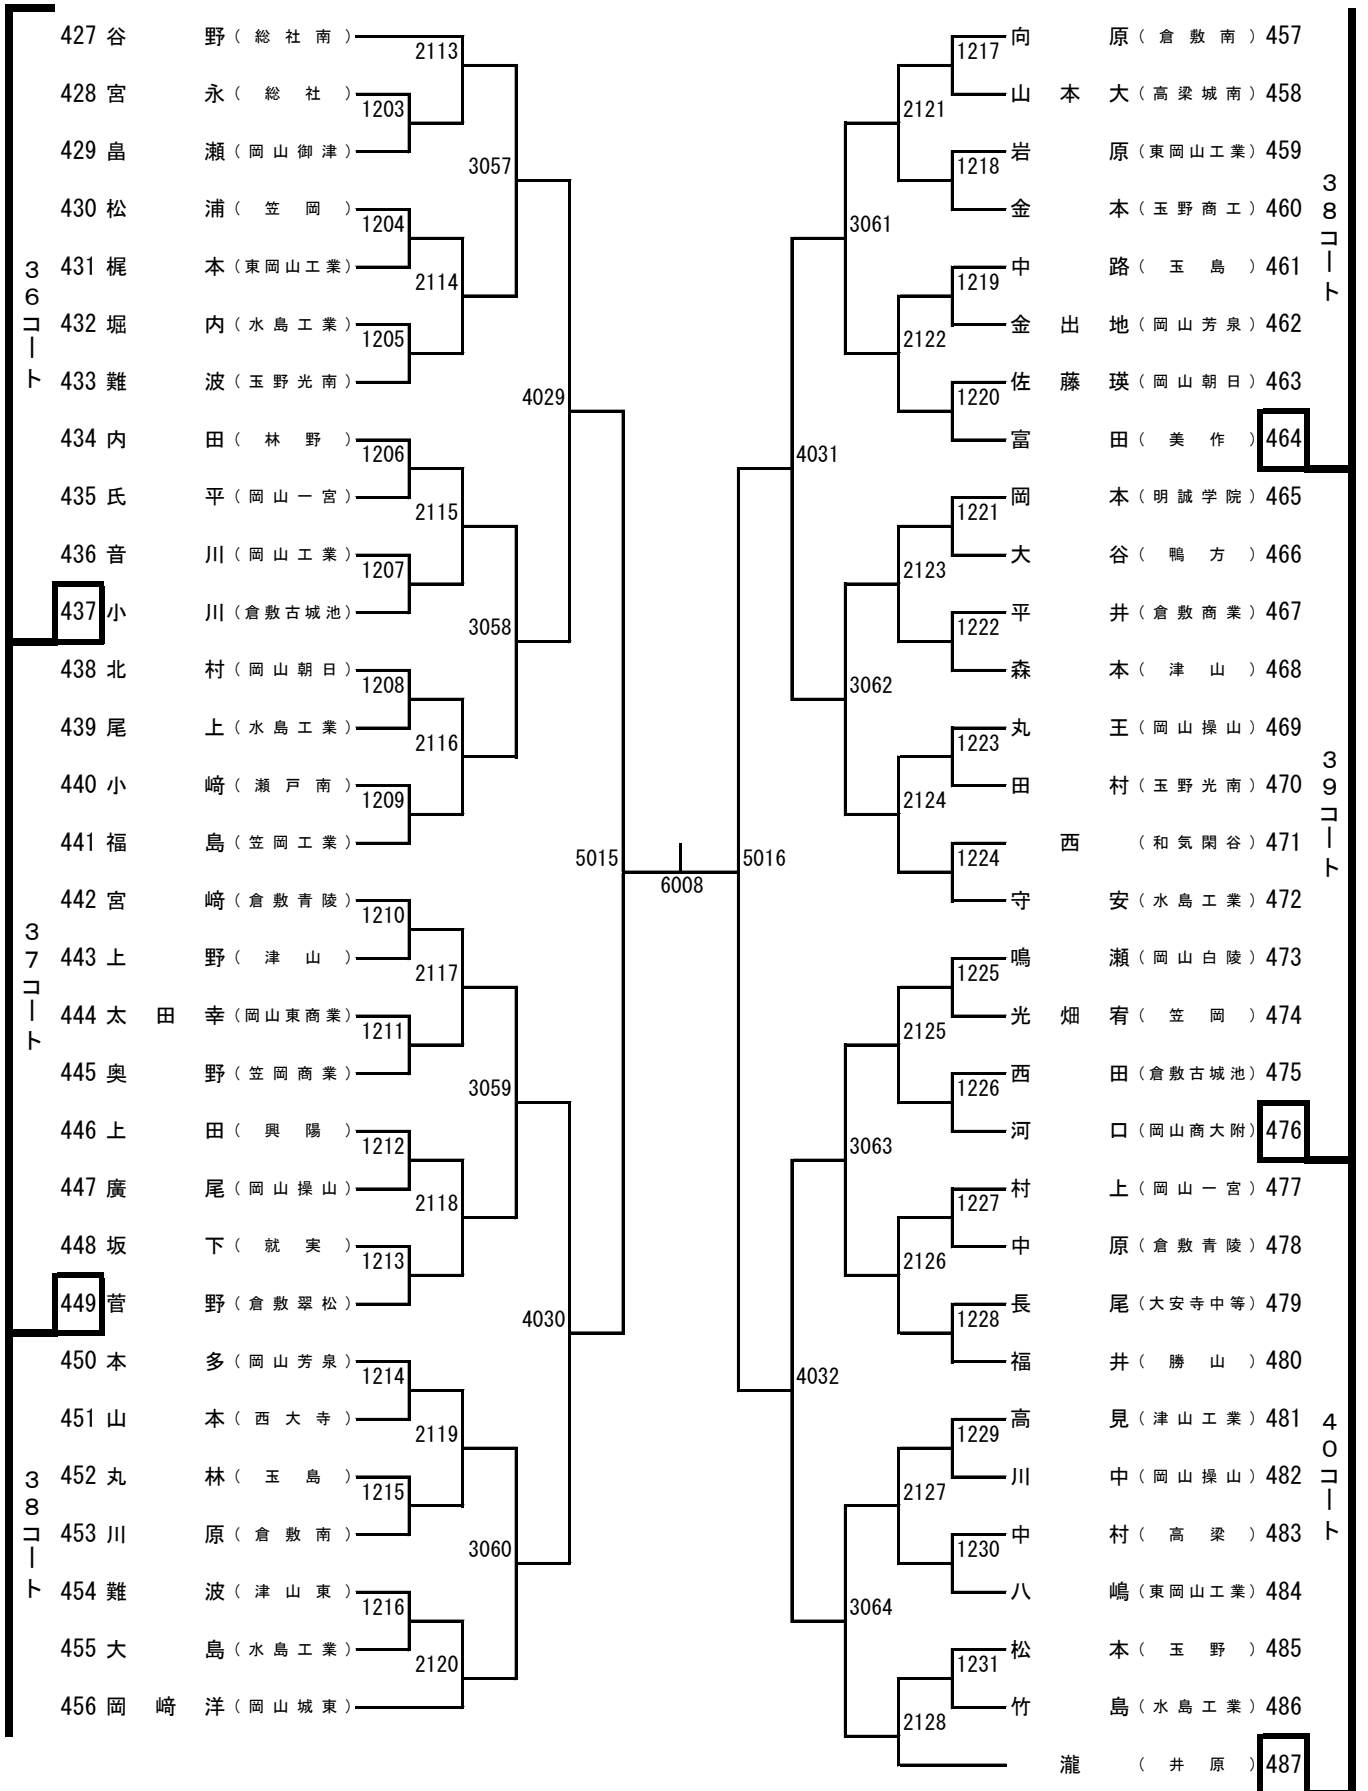 427 谷 野 ( 総 社 南 )
428 宮 永 ( 総 社 )
429 畠 瀬 ( 岡 山 御 津 )
430 松 浦 ( 笠 岡 )
431 梶 本 ( 東 岡 山 工 業 )
432 堀 内 ( 水 島 工 業 )
433 難 波 ( 玉 野 光 南 )
434 内 田 ( 林 野 )
435 氏 平 ( 岡 山 一 宮 )
436 音 川 ( 岡 山 工 業 )
437 小 川 ( 倉 敷 古 城 池 )
438 北 村 ( 岡 山 朝 日 )
439 尾 上 ( 水 島 工 業 )
440 小 﨑 ( 瀬 戸 南 )
441 福 島 ( 笠 岡 工 業 )
442 宮 﨑 ( 倉 敷 青 陵 )
443 上 野 ( 津 山 )
444 太 田 幸 ( 岡 山 東 商 業 )
445 奥 野 ( 笠 岡 商 業 )
446 上 田 ( 興 陽 )
447 廣 尾 ( 岡 山 操 山 )
448 坂 下 ( 就 実 )
449 菅 野 ( 倉 敷 翠 松 )
450 本 多 ( 岡 山 芳 泉 )
451 山 本 ( 西 大 寺 )
452 丸 林 ( 玉 島 )
453 川 原 ( 倉 敷 南 )
454 難 波 ( 津 山 東 )
455 大 島 ( 水 島 工 業 )
456 岡 﨑 洋 ( 岡 山 城 東 )
36コート
37コート
38コート
1203
1204
1205
1206
1207
1208
1209
1210
1211
1212
1213
1214
1215
1216
2113
2114
2115
2116
2117
2118
2119
2120
3057
3058
3059
3060
4029
4030
5015
6008
5016
4031
4032
3061
3062
3063
3064
2121
2122
2123
2124
2125
2126
2127
2128
1217
1218
1219
1220
1221
1222
1223
1224
1225
1226
1227
1228
1229
1230
1231
向 原 ( 倉 敷 南 ) 457
山 本 大 ( 高 梁 城 南 ) 458
岩 原 ( 東 岡 山 工 業 ) 459
金 本 ( 玉 野 商 工 ) 460
中 路 ( 玉 島 ) 461
金 出 地 ( 岡 山 芳 泉 ) 462
佐 藤 瑛 ( 岡 山 朝 日 ) 463
富 田 ( 美 作 ) 464
岡 本 ( 明 誠 学 院 ) 465
大 谷 ( 鴨 方 ) 466
平 井 ( 倉 敷 商 業 ) 467
森 本 ( 津 山 ) 468
丸 王 ( 岡 山 操 山 ) 469
田 村 ( 玉 野 光 南 ) 470
西 ( 和 気 閑 谷 ) 471
守 安 ( 水 島 工 業 ) 472
鳴 瀬 ( 岡 山 白 陵 ) 473
光 畑 宥 ( 笠 岡 ) 474
西 田 ( 倉 敷 古 城 池 ) 475
河 口 ( 岡 山 商 大 附 ) 476
村 上 ( 岡 山 一 宮 ) 477
中 原 ( 倉 敷 青 陵 ) 478
長 尾 ( 大 安 寺 中 等 ) 479
福 井 ( 勝 山 ) 480
高 見 ( 津 山 工 業 ) 481
川 中 ( 岡 山 操 山 ) 482
中 村 ( 高 梁 ) 483
八 嶋 ( 東 岡 山 工 業 ) 484
松 本 ( 玉 野 ) 485
竹 島 ( 水 島 工 業 ) 486
瀧 ( 井 原 ) 487
38コート
39コート
40コート